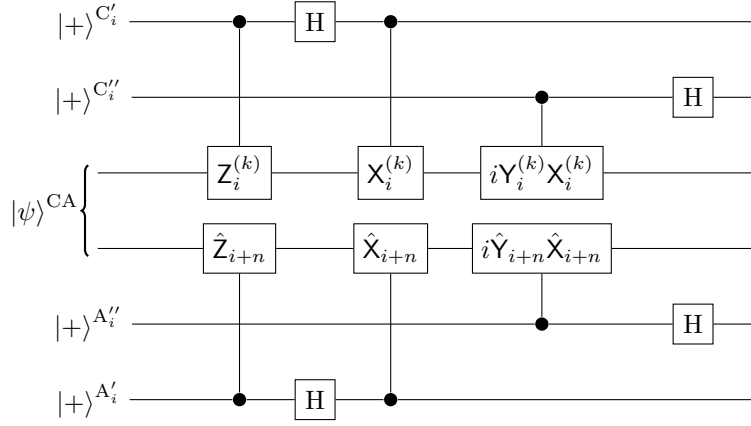 |+⟩^{C′_i} H
|+⟩^{C″_i} H
Z_i^{(k)} X_i^{(k)} iY_i^{(k)}X_i^{(k)}
|ψ⟩^{CA}
Ẑ_{i+n} X̂_{i+n} iŶ_{i+n}X̂_{i+n}
|+⟩^{A″_i} H
|+⟩^{A′_i} H